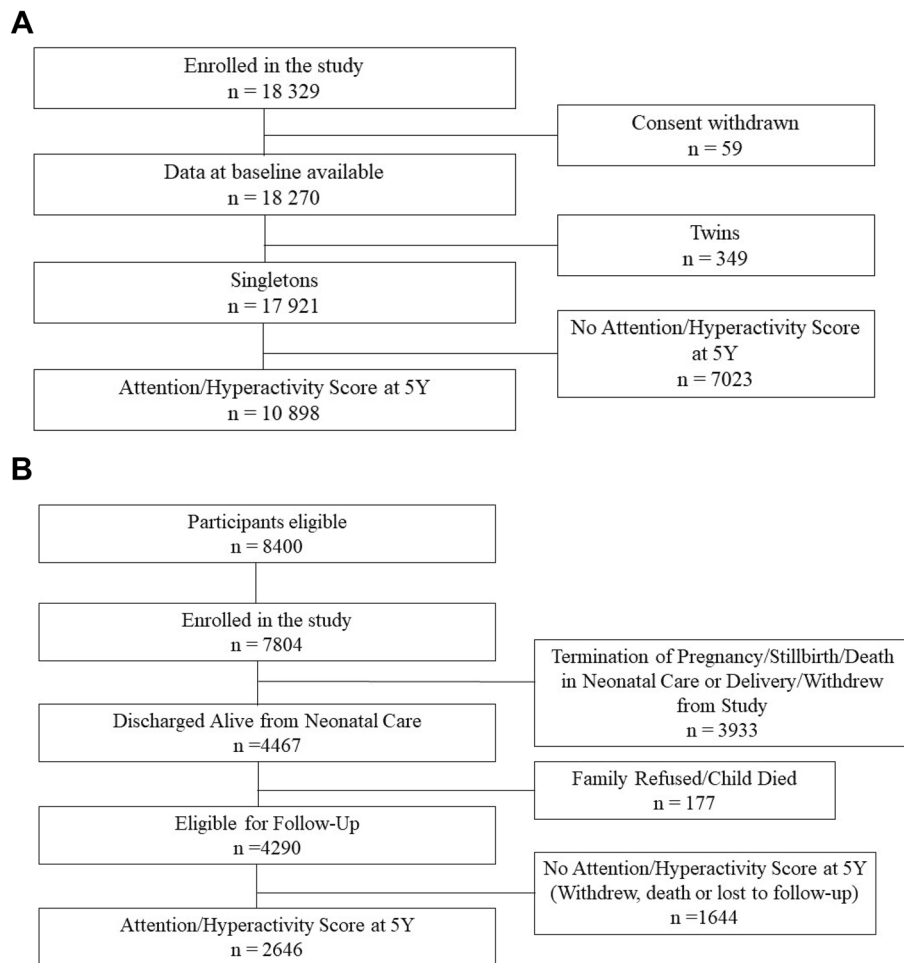 A
Enrolled in the study
n = 18 329
Consent withdrawn
n = 59
Data at baseline available
n = 18 270
Twins
n = 349
Singletons
n = 17 921
No Attention/Hyperactivity Score
at 5Y
n = 7023
Attention/Hyperactivity Score at 5Y
n = 10 898
B
Participants eligible
n = 8400
Enrolled in the study
n = 7804
Termination of Pregnancy/Stillbirth/Death
in Neonatal Care or Delivery/Withdrew
from Study
n = 3933
Discharged Alive from Neonatal Care
n =4467
Family Refused/Child Died
n = 177
Eligible for Follow-Up
n =4290
No Attention/Hyperactivity Score at 5Y
(Withdrew, death or lost to follow-up)
n =1644
Attention/Hyperactivity Score at 5Y
n = 2646